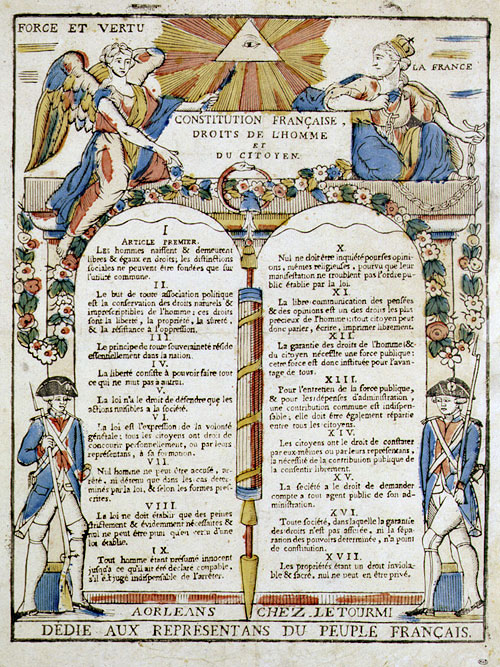 FORCE ET VERTU
LA FRANCE
CONSTITUTION FRANÇAISE,
DROITS DE L'HOMME
ET
DU CITOYEN.
I
ARTICLE PREMIER.
LES hommes naissent & demeurent
libres & égaux en droits; les distinctions
sociales ne peuvent être fondées que sur
l'utilité commune.
II.
Le but de toute association politique
est la conservation des droits naturels &
imprescriptibles de l'homme; ces droits
sont la liberté, la propriété, la sûreté,
& la résistance à l'oppression.
III.
Le principe de toute souveraineté réside
essentiellement dans la nation.
IV.
La liberté consiste à pouvoir faire tout
ce qui ne nuit pas à autrui.
V.
La loi n'a le droit de défendre que les
actions nuisibles à la société.
VI.
La loi est l'expression de la volonté
générale; tous les citoyens ont droit de
concourir personnellement, ou par leurs
représentans, à sa formation.
VII.
Nul homme ne peut être accusé, ar-
rêté, ni détenu que dans les cas déter-
minés par la loi, & selon les formes pres-
crites.
VIII.
La loi ne doit établir que des peines
strictement & évidemment nécessaires &
nul ne peut être puni qu'en vertu d'une
loi établie.
IX.
Tout homme étant présumé innocent
jusqu'à ce qu'il ait été déclaré coupable,
s'il est jugé indispensable de l'arrêter.
X.
Nul ne doit être inquiété pour ses opini-
ons, mêmes religieuses, pourvu que leur
manifestation ne troublent pas l'ordre pu-
blic établie par la loi.
XI.
La libre communication des pensées
& des opinions est un des droits les plus
précieux de l'homme: tout citoyen peut
donc parler, écrire, imprimer librement.
XII.
La garantie des droits de l'homme &
du citoyen nécessite une force publique:
cette force est donc instituée pour l'avan-
tage de tous.
XIII.
Pour l'entretien de la force publique,
& pour les dépenses d'administration,
une contribution commune est indispen-
sable, elle doit être également répartie
entre tous les citoyens.
XIV.
Les citoyens ont le droit de constater
par eux-mêmes ou par leurs représentans,
la nécessité de la contribution publique de
la consentir librement.
XV.
La société a le droit de demander
compte à tout agent public de son ad-
ministration.
XVI.
Toute société, dans laquelle la garantie
des droits n'est pas assurée, ni la sépa-
ration des pouvoirs déterminée, n'a point
de constitution.
XVII.
Les propriétés étant un droit inviola-
ble & sacré, nul ne peut en être privé.
A ORLEANS CHEZ LETOURMI
DÉDIÉ AUX REPRÉSENTANS DU PEUPLE FRANÇAIS.